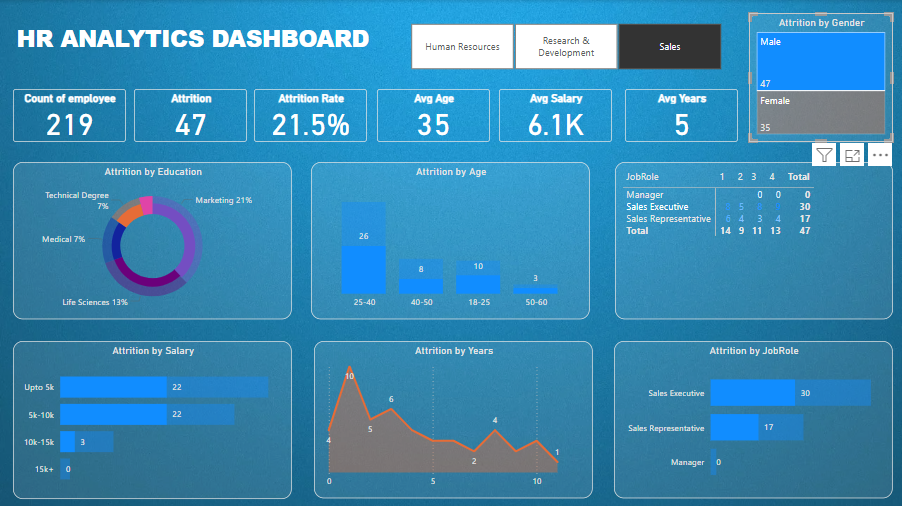 HR ANALYTICS DASHBOARD
Human Resources
Research &
Development
Sales
Attrition by Gender
Male
47
Female
35
Count of employee
219
Attrition
47
Attrition Rate
21.5%
Avg Age
35
Avg Salary
6.1K
Avg Years
5
Attrition by Education
Technical Degree
7%
Marketing 21%
Medical 7%
Life Sciences 13%
Attrition by Age
26
8
10
3
25-40
40-50
18-25
50-60
JobRole 1 2 3 4 Total
Manager 0 0 0
Sales Executive 5 30
Sales Representative 6 4 3 4 17
Total 14 9 11 13 47
Attrition by Salary
Upto 5k 22
5k-10k 22
10k-15k 3
15k+ 0
Attrition by Years
10
6
4
5
4
2
1
0
5
10
Attrition by JobRole
Sales Executive 30
Sales Representative 17
Manager 0